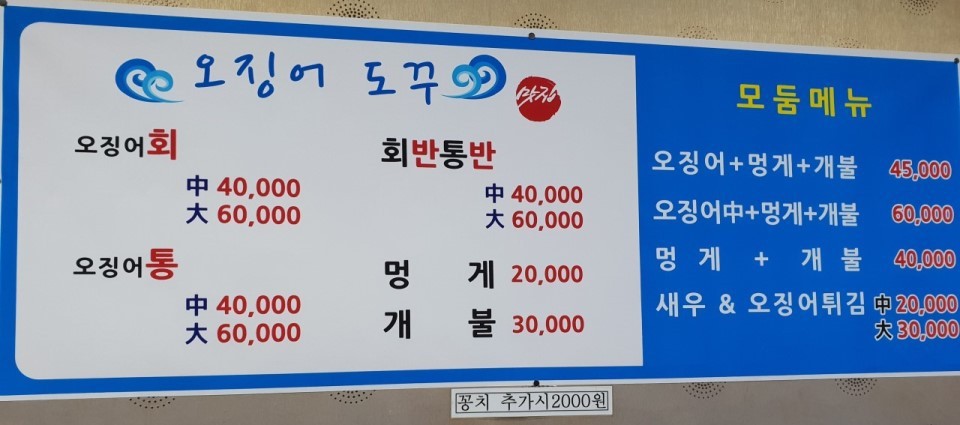 오징어 도꾸
맛집
오징어회
中 40,000
大 60,000
오징어통
中 40,000
大 60,000
회반통반
中 40,000
大 60,000
멍 게 20,000
개 불 30,000
모둠메뉴
오징어+멍게+개불 45,000
오징어中+멍게+개불 60,000
멍 게 + 개 불 40,000
새우 & 오징어튀김 中 20,000
大 30,000
꽁치 추가시2000원